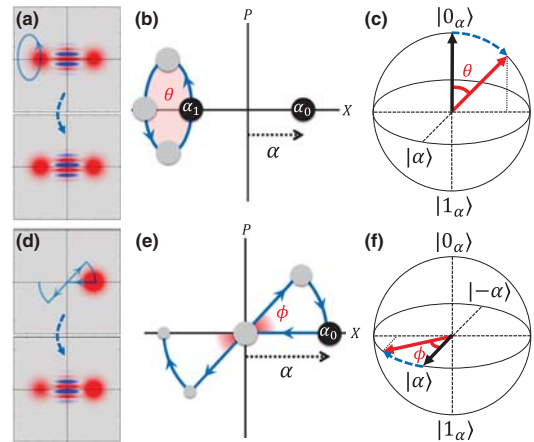 (a)
(b)
P
θ
α₁
α₀
X
α
(c)
|0α⟩
θ
|α⟩
|1α⟩
(d)
(e)
P
ϕ
α₀
X
α
(f)
|0α⟩
|−α⟩
ϕ
|α⟩
|1α⟩